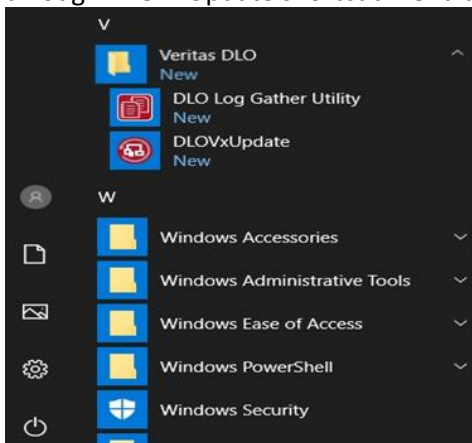 V
Veritas DLO
New
DLO Log Gather Utility
New
DLOVxUpdate
New
W
Windows Accessories
Windows Administrative Tools
Windows Ease of Access
Windows PowerShell
Windows Security